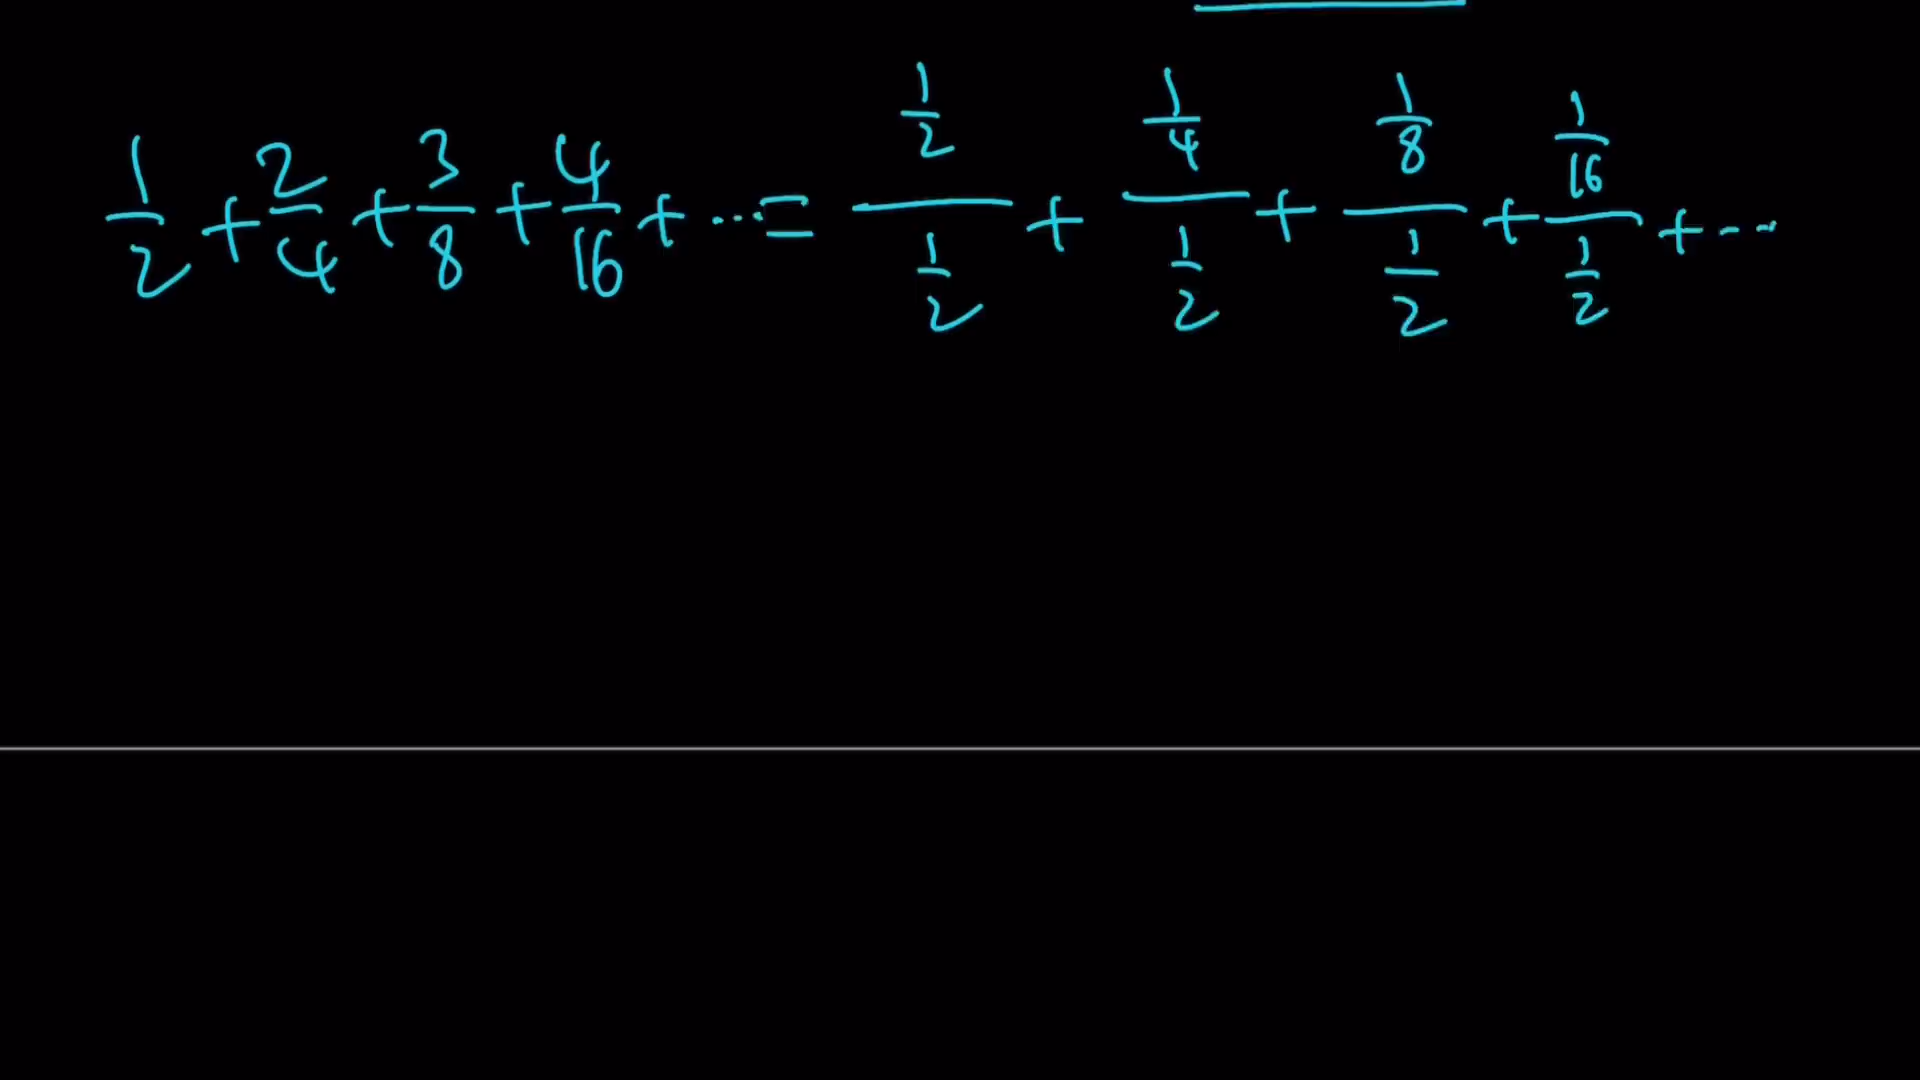 1/2 + 2/4 + 3/8 + 4/16 + ... = (1/2)/(1/2) + (1/4)/(1/2) + (1/8)/(1/2) + (1/16)/(1/2) + ...